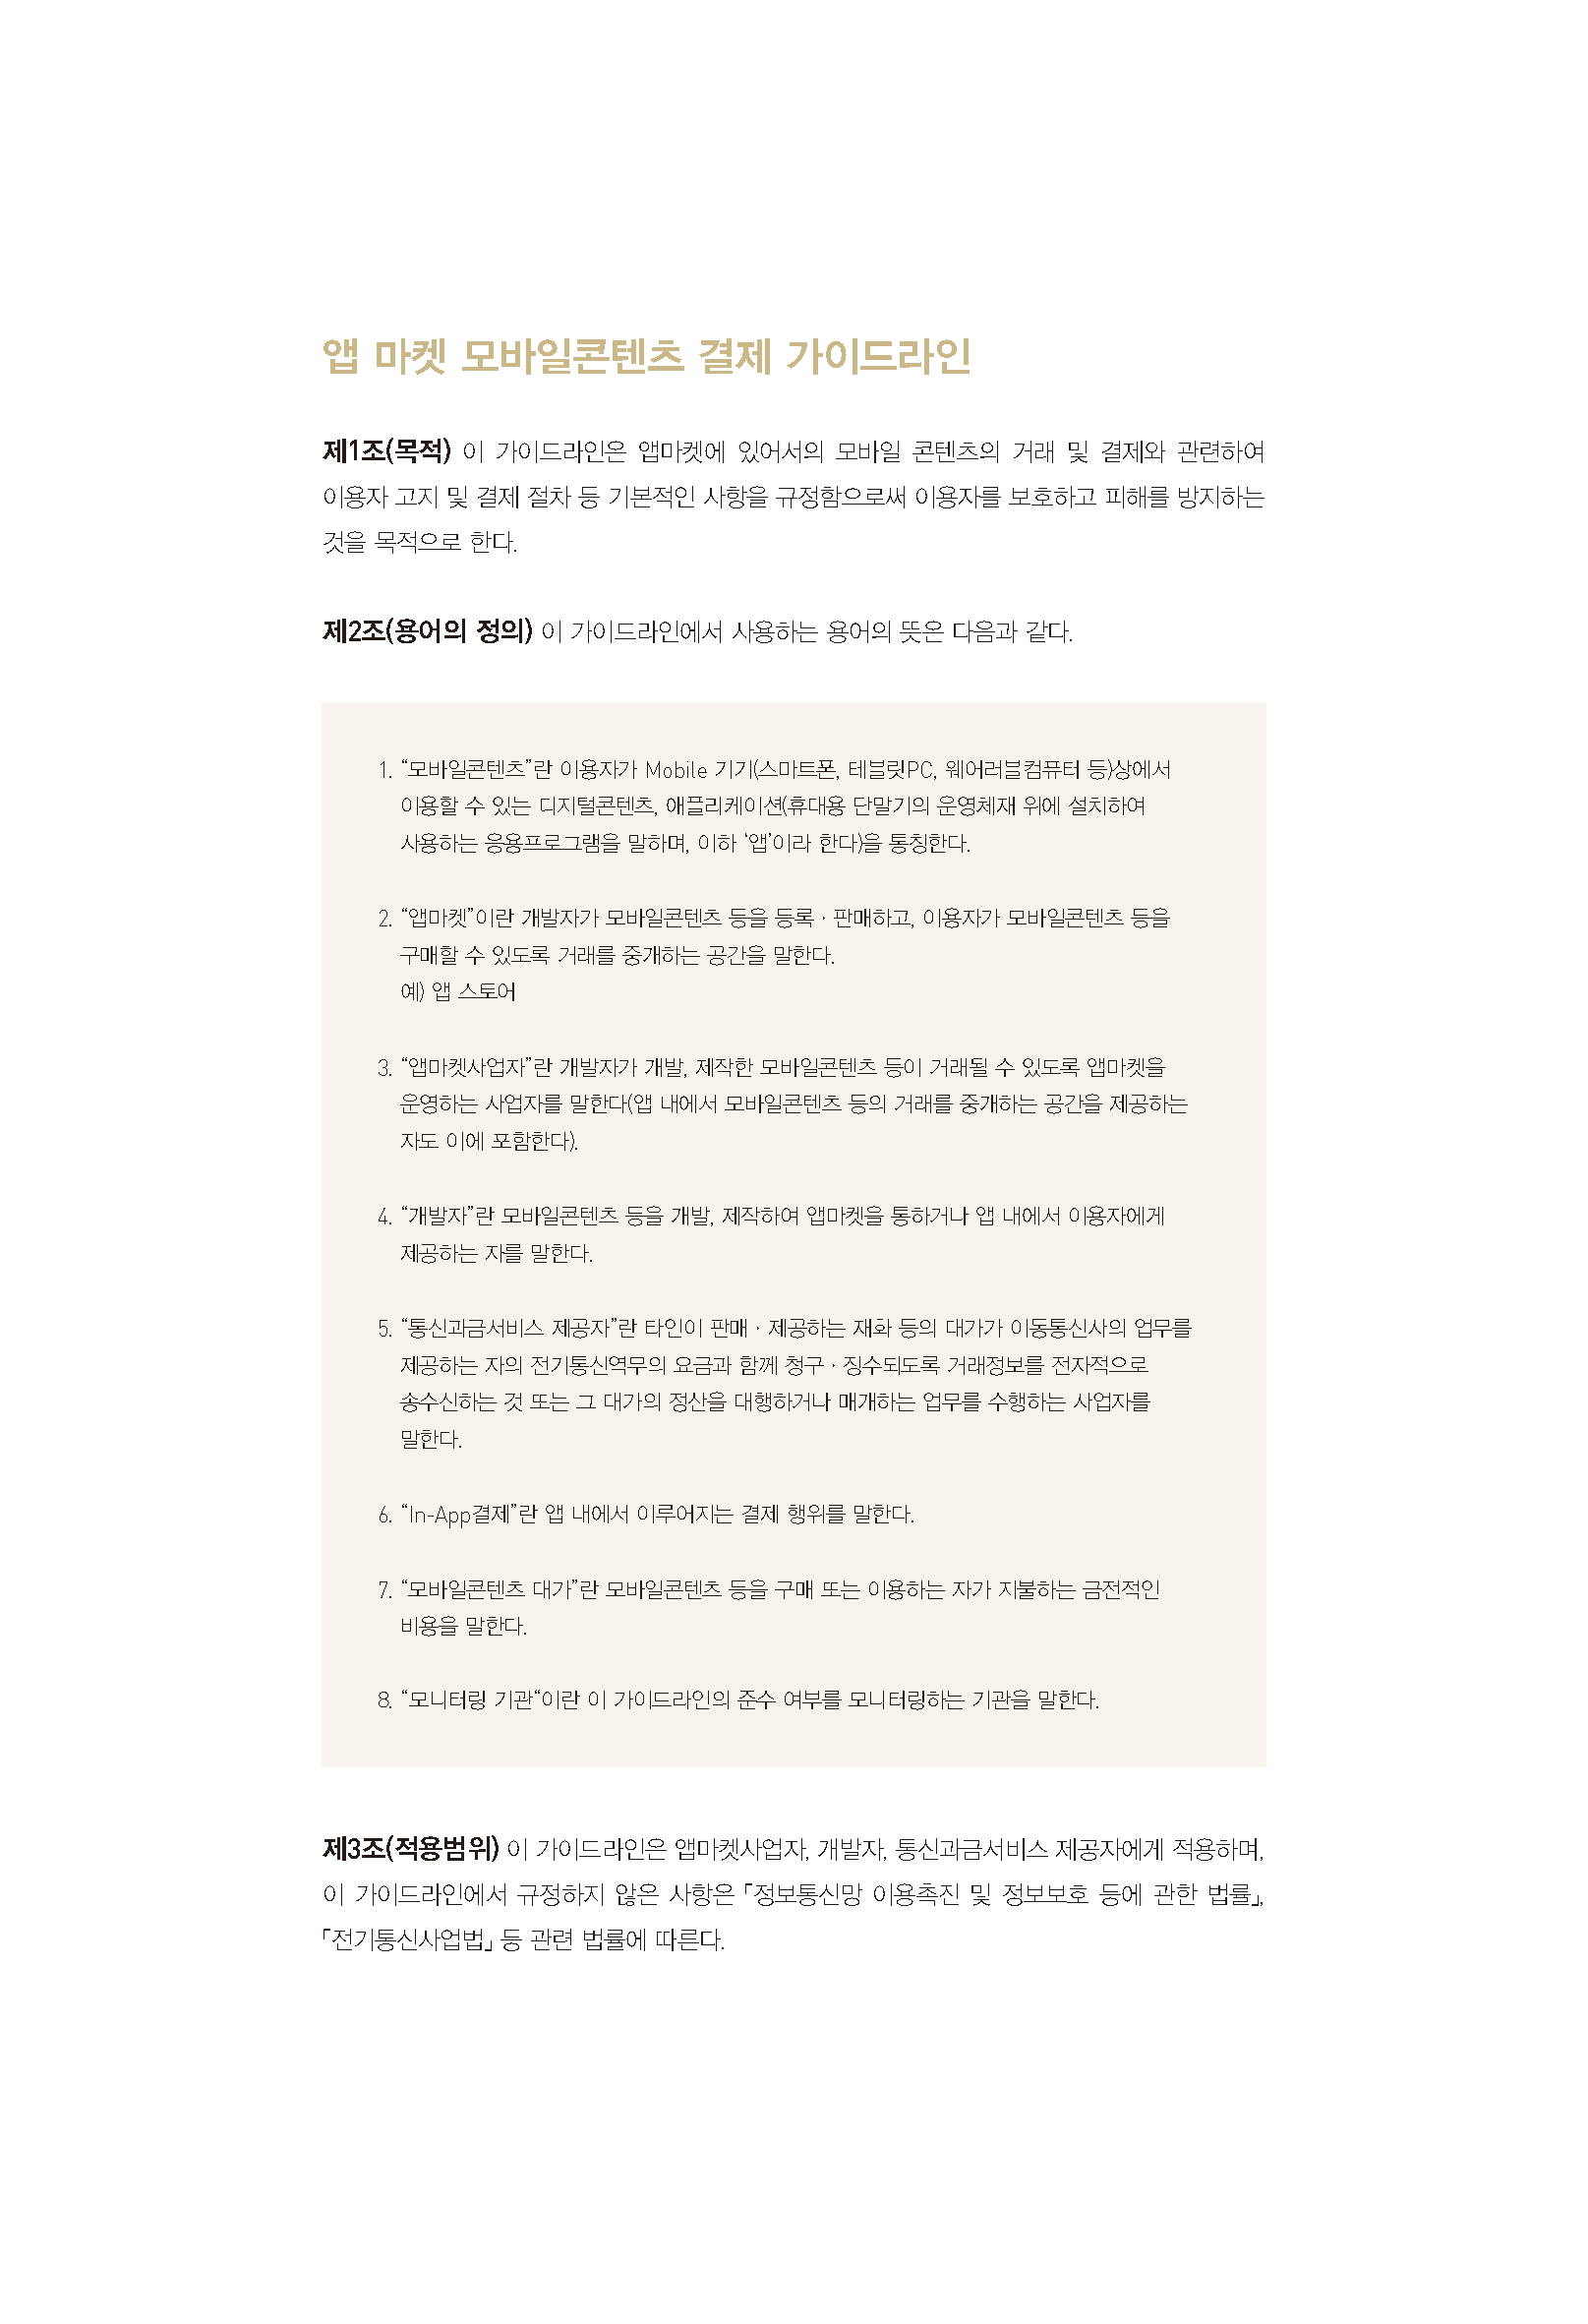 앱 마켓 모바일콘텐츠 결제 가이드라인
제1조(목적) 이 가이드라인은 앱마켓에 있어서의 모바일 콘텐츠의 거래 및 결제와 관련하여
이용자 고지 및 결제 절차 등 기본적인 사항을 규정함으로써 이용자를 보호하고 피해를 방지하는
것을 목적으로 한다.
제2조(용어의 정의) 이 가이드라인에서 사용하는 용어의 뜻은 다음과 같다.
1. “모바일콘텐츠”란 이용자가 Mobile 기기(스마트폰, 테블릿PC, 웨어러블컴퓨터 등)상에서
이용할 수 있는 디지털콘텐츠, 애플리케이션(휴대용 단말기의 운영체재 위에 설치하여
사용하는 응용프로그램을 말하며, 이하 ‘앱’이라 한다)을 통칭한다.
2. “앱마켓”이란 개발자가 모바일콘텐츠 등을 등록 · 판매하고, 이용자가 모바일콘텐츠 등을
구매할 수 있도록 거래를 중개하는 공간을 말한다.
예) 앱 스토어
3. “앱마켓사업자”란 개발자가 개발, 제작한 모바일콘텐츠 등이 거래될 수 있도록 앱마켓을
운영하는 사업자를 말한다(앱 내에서 모바일콘텐츠 등의 거래를 중개하는 공간을 제공하는
자도 이에 포함한다).
4. “개발자”란 모바일콘텐츠 등을 개발, 제작하여 앱마켓을 통하거나 앱 내에서 이용자에게
제공하는 자를 말한다.
5. “통신과금서비스 제공자”란 타인이 판매 · 제공하는 재화 등의 대가가 이동통신사의 업무를
제공하는 자의 전기통신역무의 요금과 함께 청구 · 징수되도록 거래정보를 전자적으로
송수신하는 것 또는 그 대가의 정산을 대행하거나 매개하는 업무를 수행하는 사업자를
말한다.
6. “In-App결제”란 앱 내에서 이루어지는 결제 행위를 말한다.
7. “모바일콘텐츠 대가”란 모바일콘텐츠 등을 구매 또는 이용하는 자가 지불하는 금전적인
비용을 말한다.
8. “모니터링 기관“이란 이 가이드라인의 준수 여부를 모니터링하는 기관을 말한다.
제3조(적용범위) 이 가이드라인은 앱마켓사업자, 개발자, 통신과금서비스 제공자에게 적용하며,
이 가이드라인에서 규정하지 않은 사항은 「정보통신망 이용촉진 및 정보보호 등에 관한 법률」,
「전기통신사업법」 등 관련 법률에 따른다.